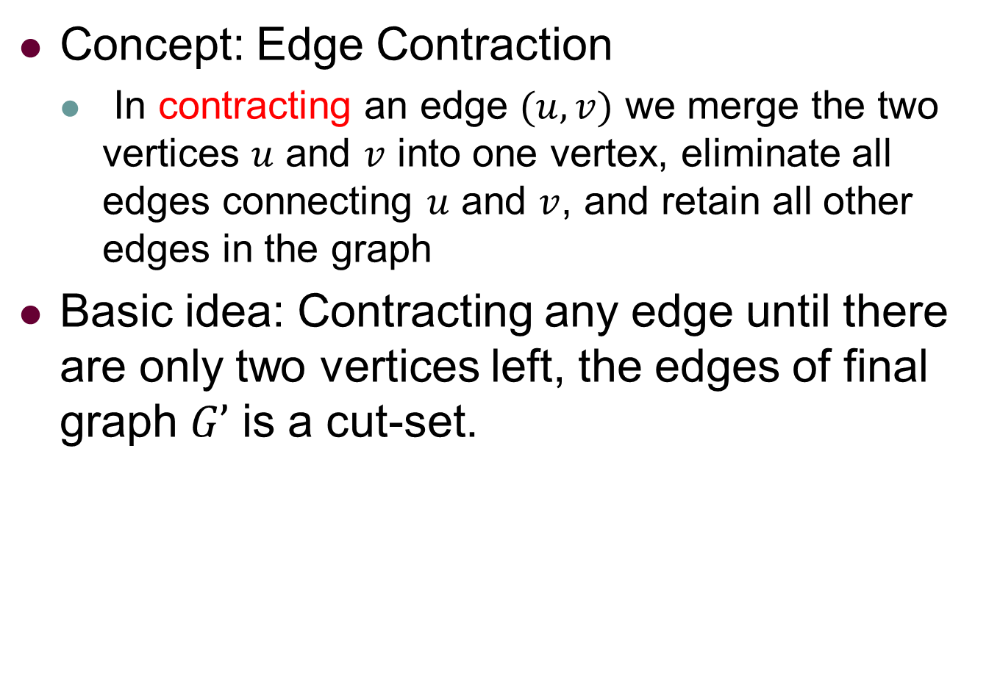 ● Concept: Edge Contraction
● In contracting an edge (𝑢, 𝑣) we merge the two
vertices 𝑢 and 𝑣 into one vertex, eliminate all
edges connecting 𝑢 and 𝑣, and retain all other
edges in the graph
● Basic idea: Contracting any edge until there
are only two vertices left, the edges of final
graph 𝐺’ is a cut-set.